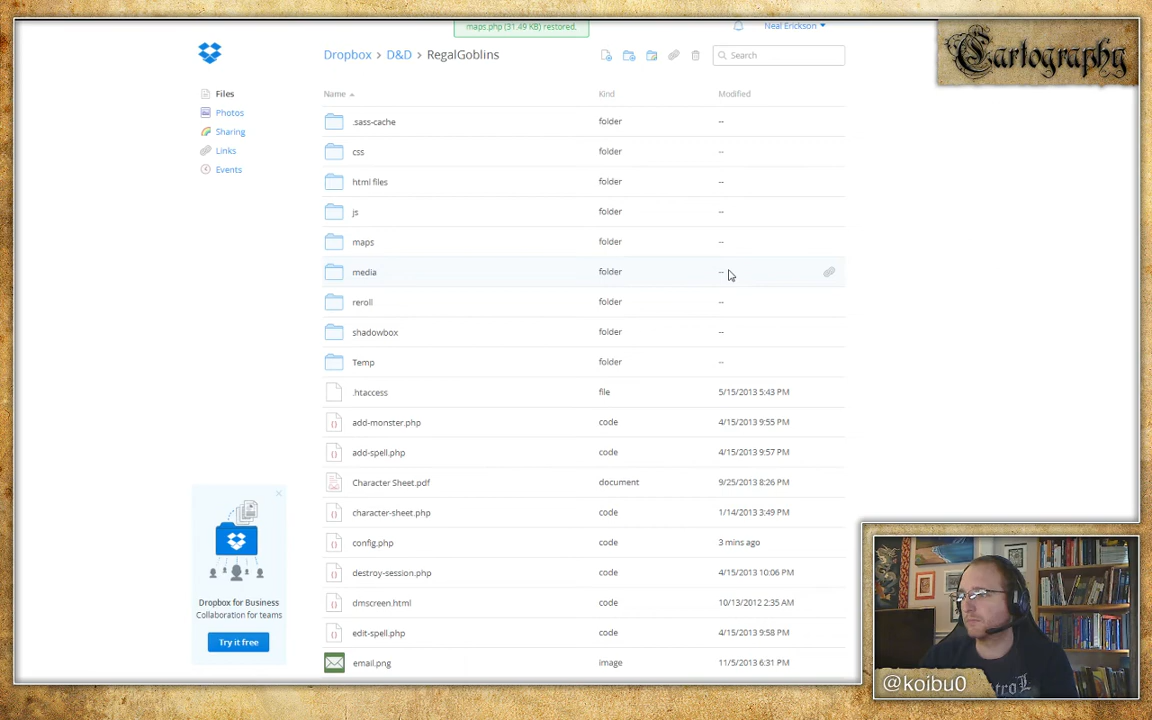 maps.php (31.49 KB) restored.
Neal Erickson
Cartography
Dropbox > D&D > RegalGoblins
Search
Files
Photos
Sharing
Links
Events
Name Kind Modified
.sass-cache folder --
css folder --
html files folder --
js folder --
maps folder --
media folder --
reroll folder --
shadowbox folder --
Temp folder --
.htaccess file 5/15/2013 5:43 PM
add-monster.php code 4/15/2013 9:55 PM
add-spell.php code 4/15/2013 9:57 PM
Character Sheet.pdf document 9/25/2013 8:26 PM
character-sheet.php code 1/14/2013 3:49 PM
config.php code 3 mins ago
destroy-session.php code 4/15/2013 10:06 PM
dmscreen.html code 10/13/2012 2:35 AM
edit-spell.php code 4/15/2013 9:58 PM
email.png image 11/5/2013 6:31 PM
Dropbox for Business
Collaboration for teams
Try it free
@koibu0